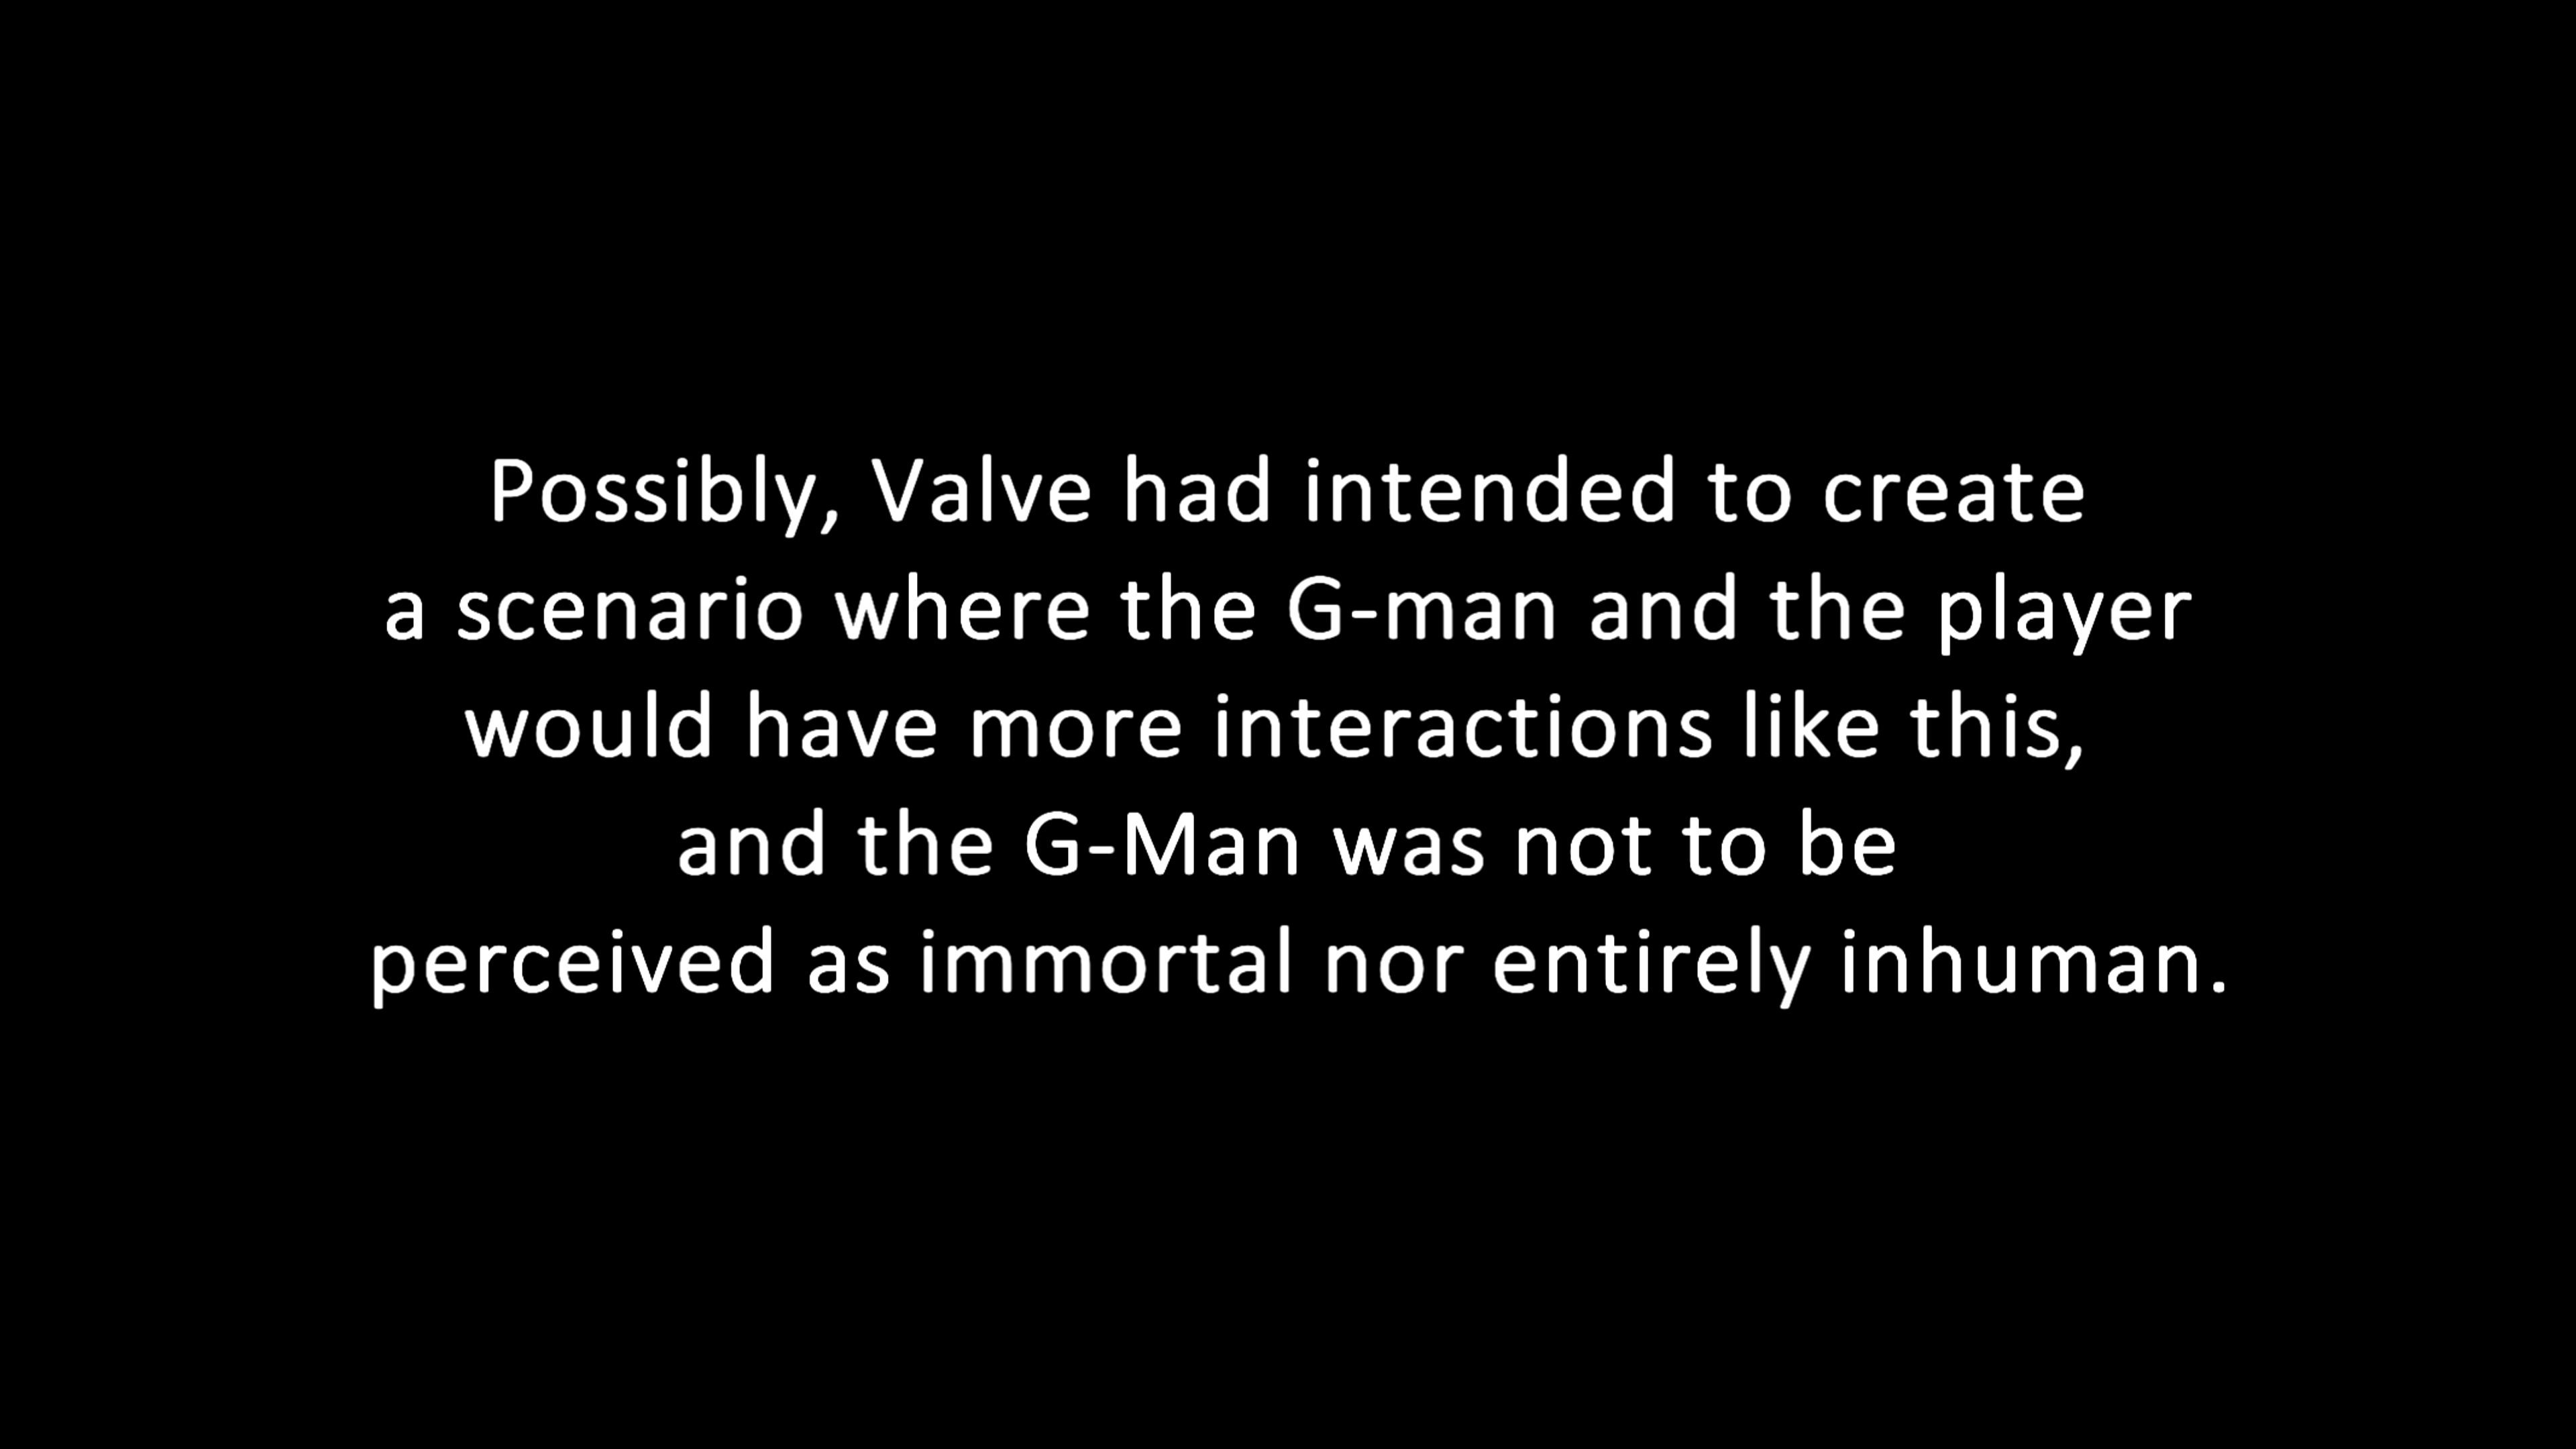 Possibly, Valve had intended to create
a scenario where the G-man and the player
would have more interactions like this,
and the G-Man was not to be
perceived as immortal nor entirely inhuman.